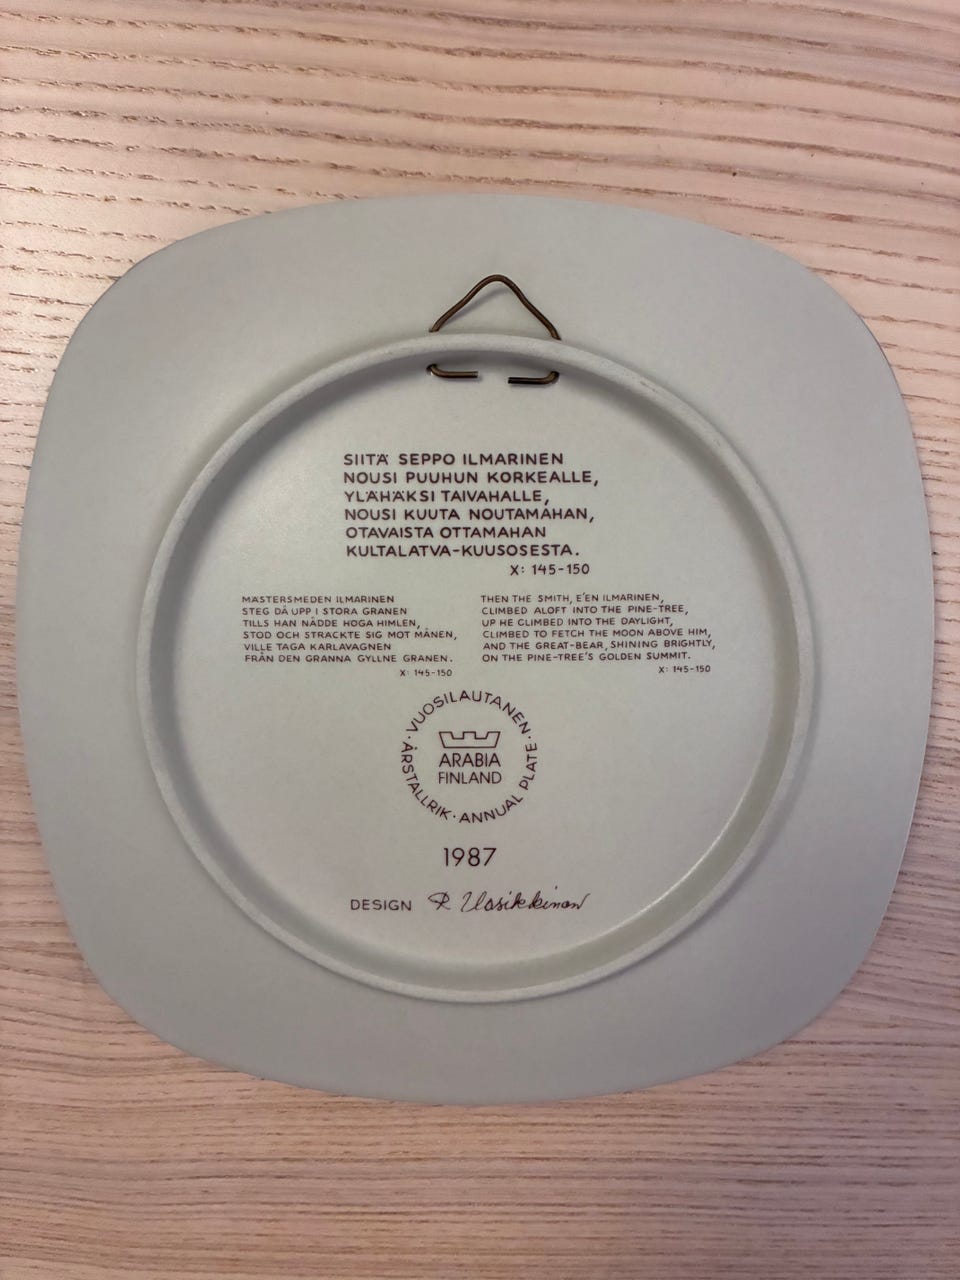 SIITÄ SEPPO ILMARINEN
NOUSI PUUHUN KORKEALLE,
YLÄHÄKSI TAIVAHALLE,
NOUSI KUUTA NOUTAMAHAN,
OTAVAISTA OTTAMAHAN
KULTALATVA-KUUSOSESTA.
X: 145-150
MÄSTERSMEDEN ILMARINEN
STEG DÅ UPP I STORA GRANEN
TILLS HAN NÅDDE HÖGA HIMLEN,
STOD OCH STRÄCKTE SIG MOT MÅNEN,
VILLE TAGA KARLAVAGNEN
FRÅN DEN GRANNA GYLLNE GRANEN.
X: 145-150
THEN THE SMITH, E'EN ILMARINEN,
CLIMBED ALOFT INTO THE PINE-TREE,
UP HE CLIMBED INTO THE DAYLIGHT,
CLIMBED TO FETCH THE MOON ABOVE HIM,
AND THE GREAT-BEAR, SHINING BRIGHTLY,
ON THE PINE-TREE'S GOLDEN SUMMIT.
X: 145-150
· VUOSILAUTANEN · ANNUAL PLATE · ÅRSTALLRIK
ARABIA
FINLAND
1987
DESIGN R. Uosikkinen